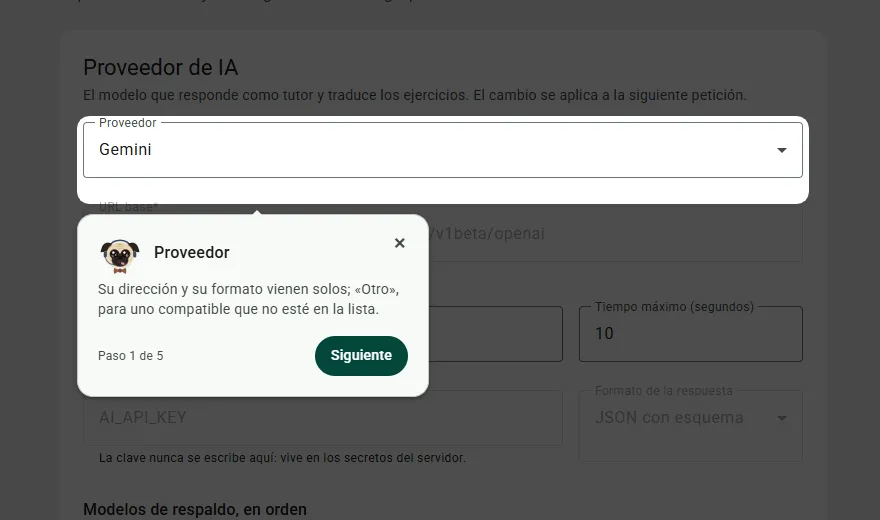 Proveedor de IA
El modelo que responde como tutor y traduce los ejercicios. El cambio se aplica a la siguiente petición.
Proveedor
Gemini
URL base*
/v1beta/openai
Proveedor
×
Su dirección y su formato vienen solos; «Otro»,
para uno compatible que no esté en la lista.
Paso 1 de 5
Siguiente
Tiempo máximo (segundos)
10
AI_API_KEY
Formato de la respuesta
JSON con esquema
La clave nunca se escribe aquí: vive en los secretos del servidor.
Modelos de respaldo, en orden